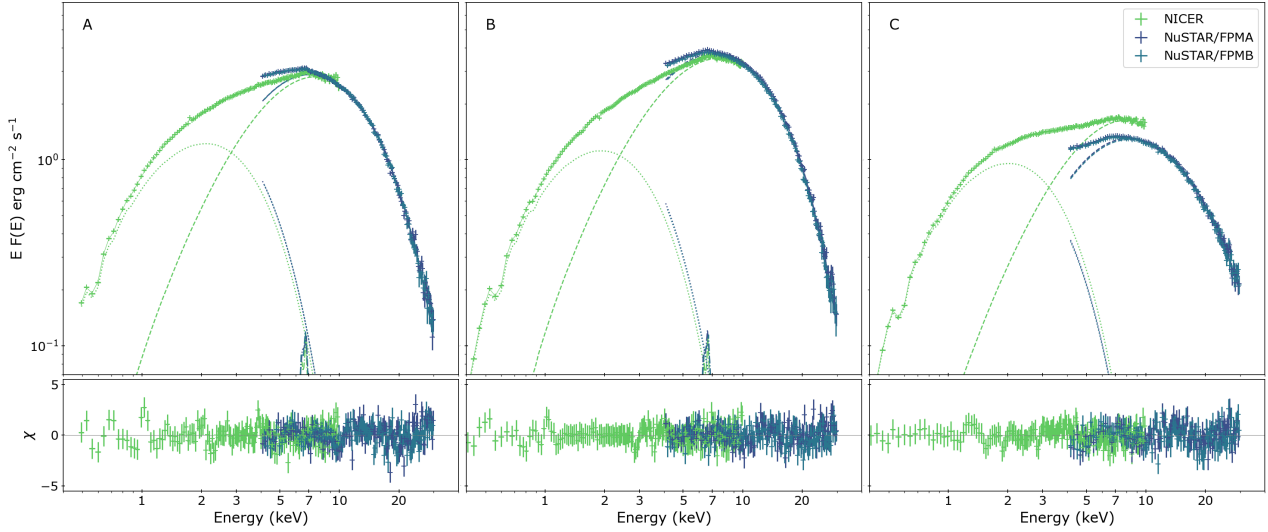 A
B
C
NICER
NuSTAR/FPMA
NuSTAR/FPMB
E F(E) erg cm⁻² s⁻¹
10⁰
10⁻¹
χ
5
0
−5
1 2 3 5 7 10 20
1 2 3 5 7 10 20
1 2 3 5 7 10 20
Energy (keV)
Energy (keV)
Energy (keV)